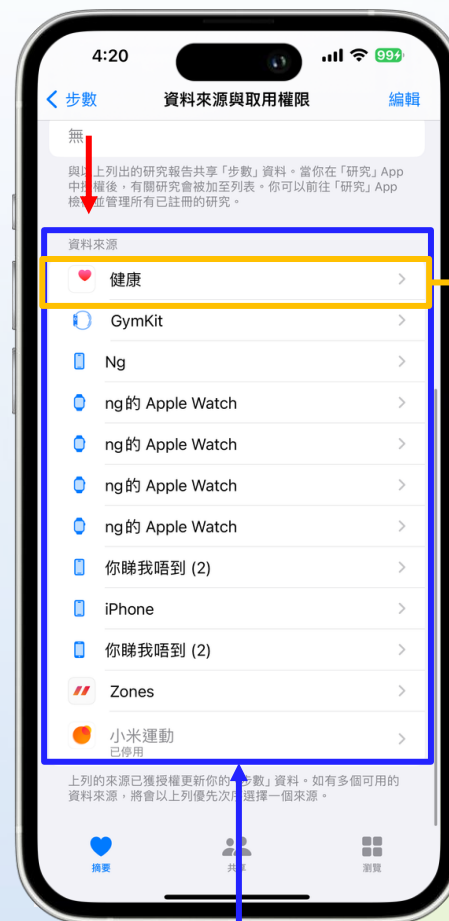 4:20
99
步數
資料來源與取用權限
編輯
無
與以上列出的研究報告共享「步數」資料。當你在「研究」App
中授權後，有關研究會被加至列表。你可以前往「研究」App
檢視並管理所有已註冊的研究。
資料來源
健康
GymKit
Ng
ng的 Apple Watch
ng的 Apple Watch
ng的 Apple Watch
ng的 Apple Watch
你睇我唔到 (2)
iPhone
你睇我唔到 (2)
Zones
小米運動
已停用
上列的來源已獲授權更新你的「步數」資料。如有多個可用的
資料來源，將會以上列優先次序選擇一個來源。
摘要
共享
瀏覽